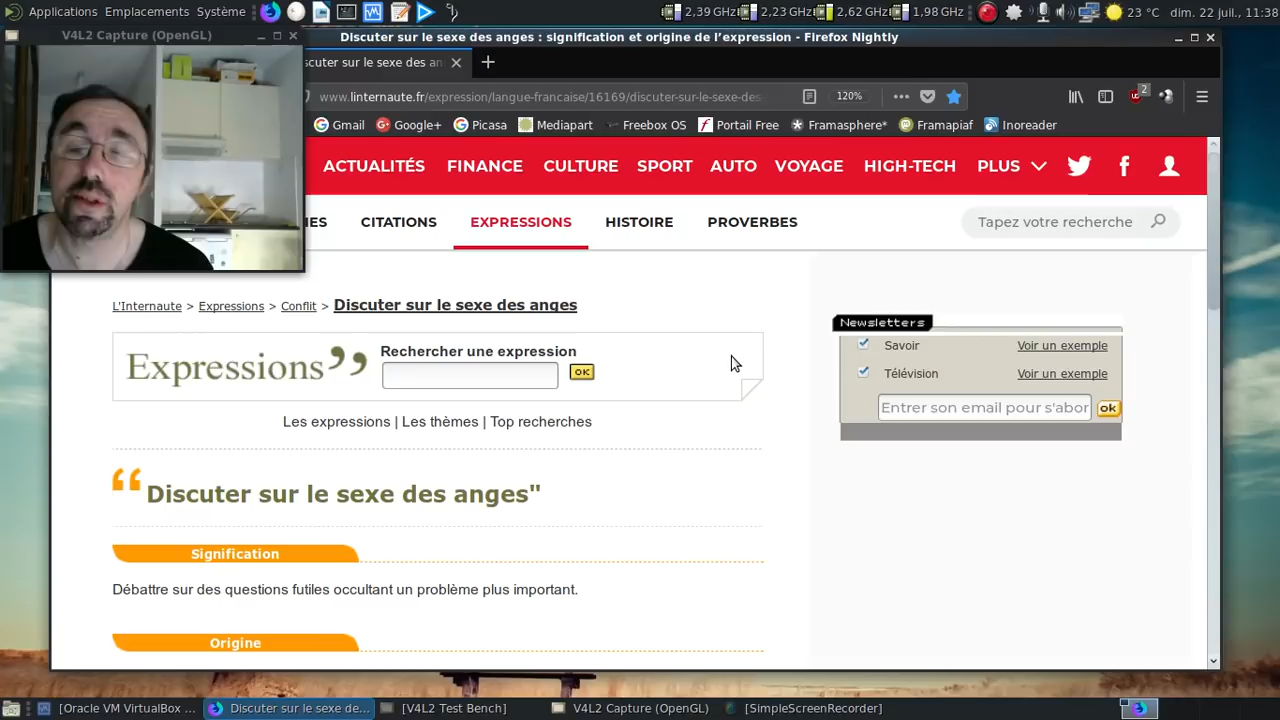 Applications Emplacements Système
2,39 GHz 2,23 GHz 2,62 GHz 1,98 GHz 23 °C dim. 22 juil., 11:38
V4L2 Capture (OpenGL)
Discuter sur le sexe des anges : signification et origine de l’expression - Firefox Nightly
scuter sur le sexe des an
www.linternaute.fr/expression/langue-francaise/16169/discuter-sur-le-sexe-des-
120%
2
Gmail Google+ Picasa Mediapart Freebox OS Portail Free Framasphere* Framapiaf Inoreader
ACTUALITÉS FINANCE CULTURE SPORT AUTO VOYAGE HIGH-TECH PLUS
ES CITATIONS EXPRESSIONS HISTOIRE PROVERBES
Tapez votre recherche
L'Internaute > Expressions > Conflit > Discuter sur le sexe des anges
Expressions”
Rechercher une expression
OK
Les expressions | Les thèmes | Top recherches
“ Discuter sur le sexe des anges"
Signification
Débattre sur des questions futiles occultant un problème plus important.
Origine
Newsletters
Savoir Voir un exemple
Télévision Voir un exemple
Entrer son email pour s'abor
ok
[Oracle VM VirtualBox ... Discuter sur le sexe de... [V4L2 Test Bench] V4L2 Capture (OpenGL) [SimpleScreenRecorder]